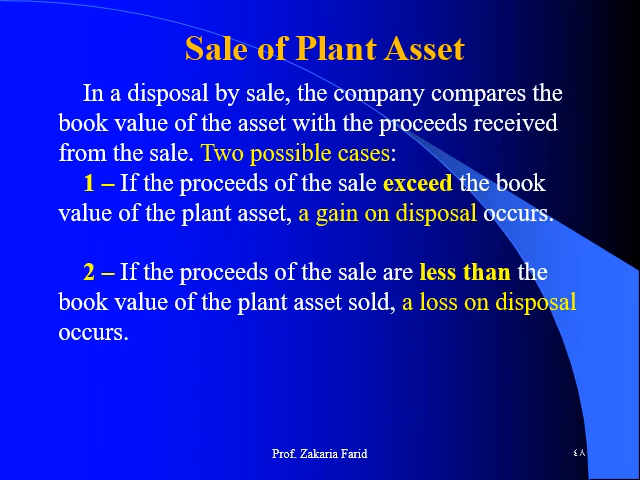 Sale of Plant Asset
In a disposal by sale, the company compares the
book value of the asset with the proceeds received
from the sale. Two possible cases:
1 – If the proceeds of the sale exceed the book
value of the plant asset, a gain on disposal occurs.
2 – If the proceeds of the sale are less than the
book value of the plant asset sold, a loss on disposal
occurs.
Prof. Zakaria Farid
٤٨